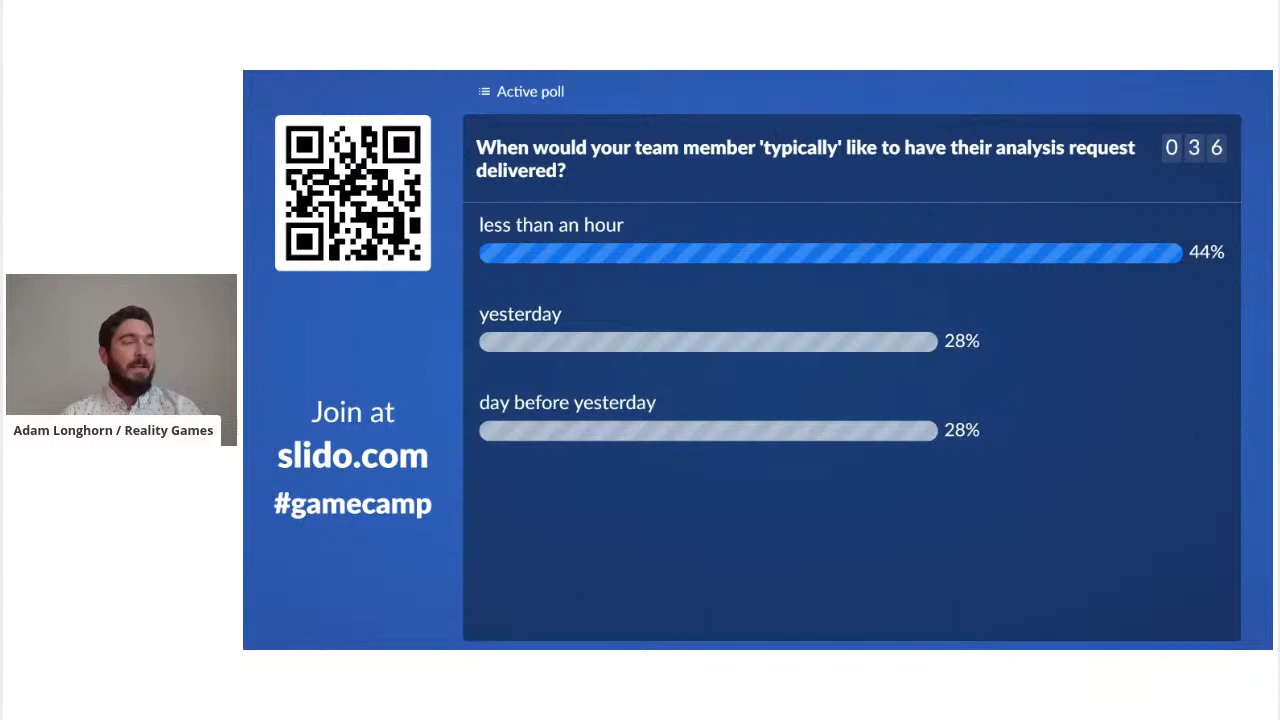 Active poll
When would your team member 'typically' like to have their analysis request
delivered?
0 3 6
less than an hour
44%
yesterday
28%
day before yesterday
28%
Join at
slido.com
#gamecamp
Adam Longhorn / Reality Games